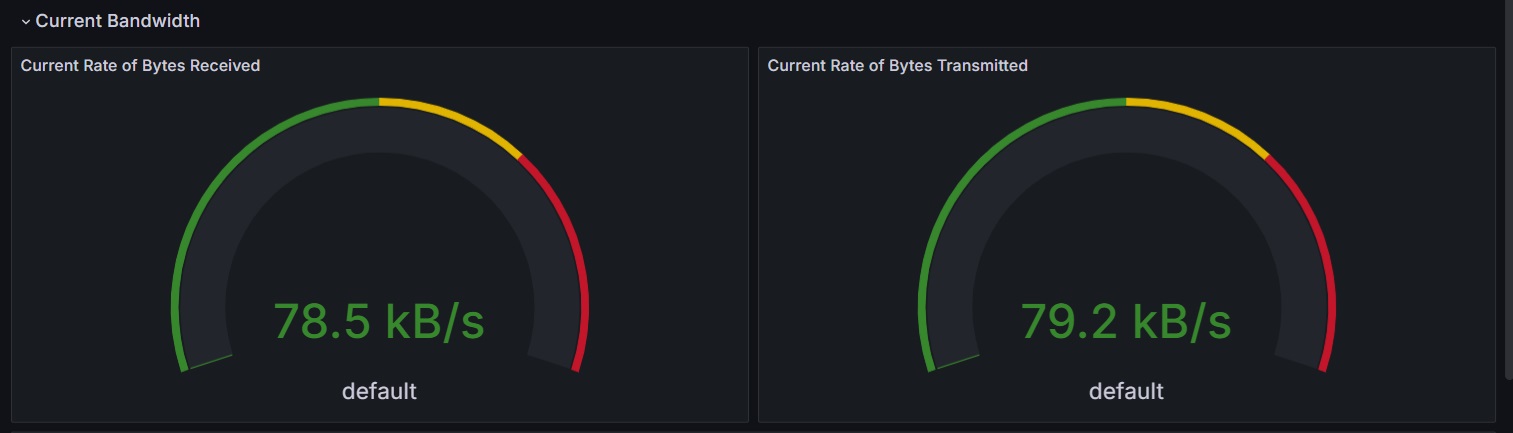 Current Bandwidth
Current Rate of Bytes Received
78.5 kB/s
default
Current Rate of Bytes Transmitted
79.2 kB/s
default